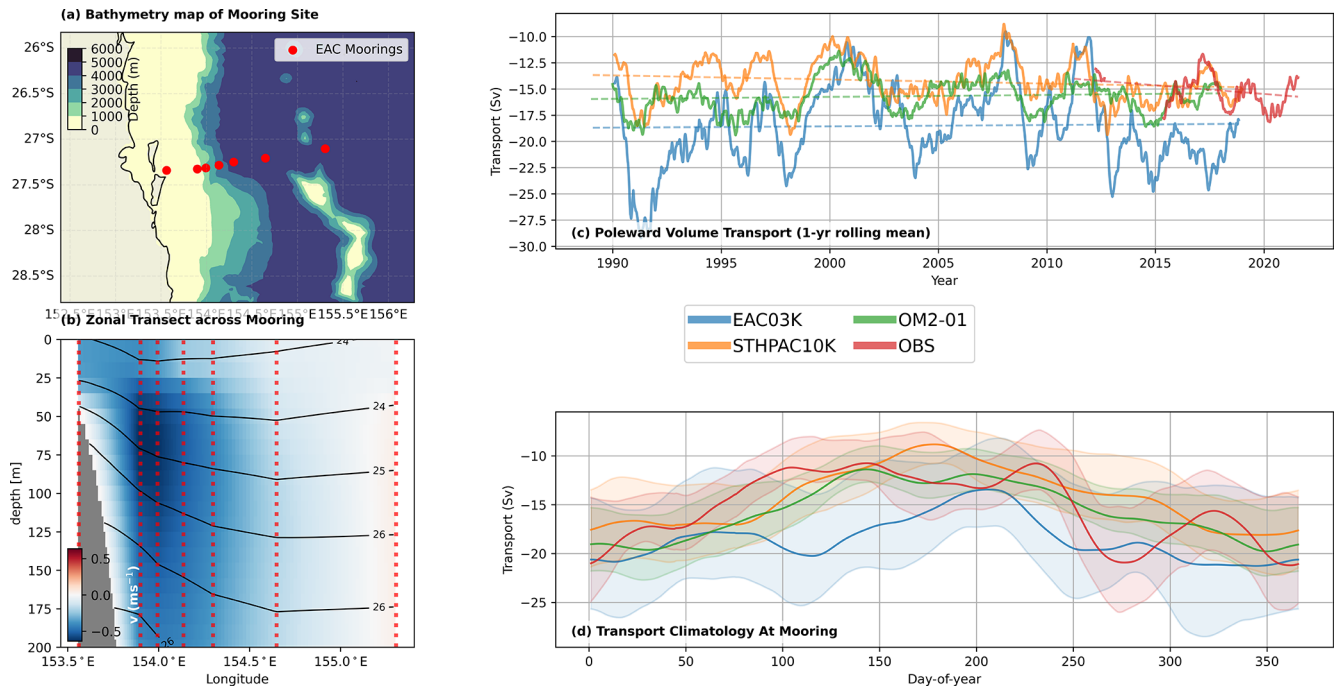 (a) Bathymetry map of Mooring Site
26°S
26.5°S
27°S
27.5°S
28°S
28.5°S
6000
5000
4000
3000
2000
1000
0
Depth (m)
EAC Moorings
152.5°E 153°E 153.5°E 154°E 154.5°E 155°E 155.5°E 156°E
(b) Zonal Transect across Mooring
0
25
50
75
100
125
150
175
200
depth [m]
24
24
25
26
26
26
0.5
0.0
−0.5
v (ms⁻¹)
153.5°E 154.0°E 154.5°E 155.0°E
Longitude
−10.0
−12.5
−15.0
−17.5
−20.0
−22.5
−25.0
−27.5
−30.0
Transport (Sv)
(c) Poleward Volume Transport (1-yr rolling mean)
1990 1995 2000 2005 2010 2015 2020
Year
EAC03K OM2-01
STHPAC10K OBS
−10
−15
−20
−25
Transport (Sv)
(d) Transport Climatology At Mooring
0 50 100 150 200 250 300 350
Day-of-year